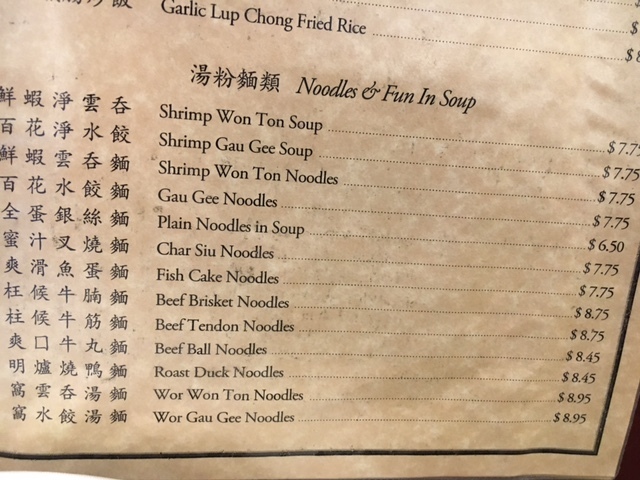 Garlic Lup Chong Fried Rice
湯粉麵類 Noodles & Fun In Soup
鮮蝦淨雲吞 Shrimp Won Ton Soup $7.75
百花淨水餃 Shrimp Gau Gee Soup $7.75
鮮蝦雲吞麵 Shrimp Won Ton Noodles $7.75
百花水餃麵 Gau Gee Noodles $7.75
全蛋銀絲麵 Plain Noodles in Soup $6.50
蜜汁叉燒麵 Char Siu Noodles $7.75
爽滑魚蛋麵 Fish Cake Noodles $7.75
柱候牛腩麵 Beef Brisket Noodles $8.75
柱候牛筋麵 Beef Tendon Noodles $8.75
爽口牛丸麵 Beef Ball Noodles $8.45
明爐燒鴨麵 Roast Duck Noodles $8.45
窩雲吞湯麵 Wor Won Ton Noodles $8.95
窩水餃湯麵 Wor Gau Gee Noodles $8.95